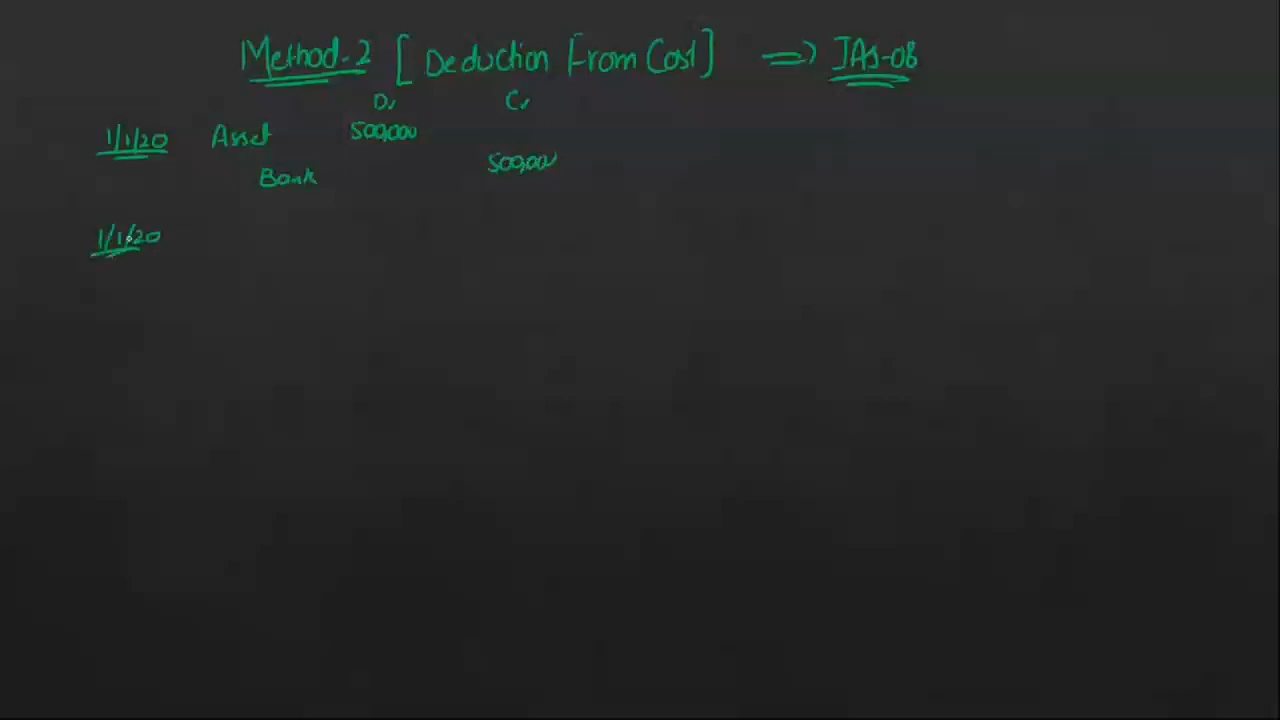 Method-2 [Deduction From Cost] => IAS-08
Dr Cr
1/1/20 Asset 500,000
Bank 500,000
1/1/20